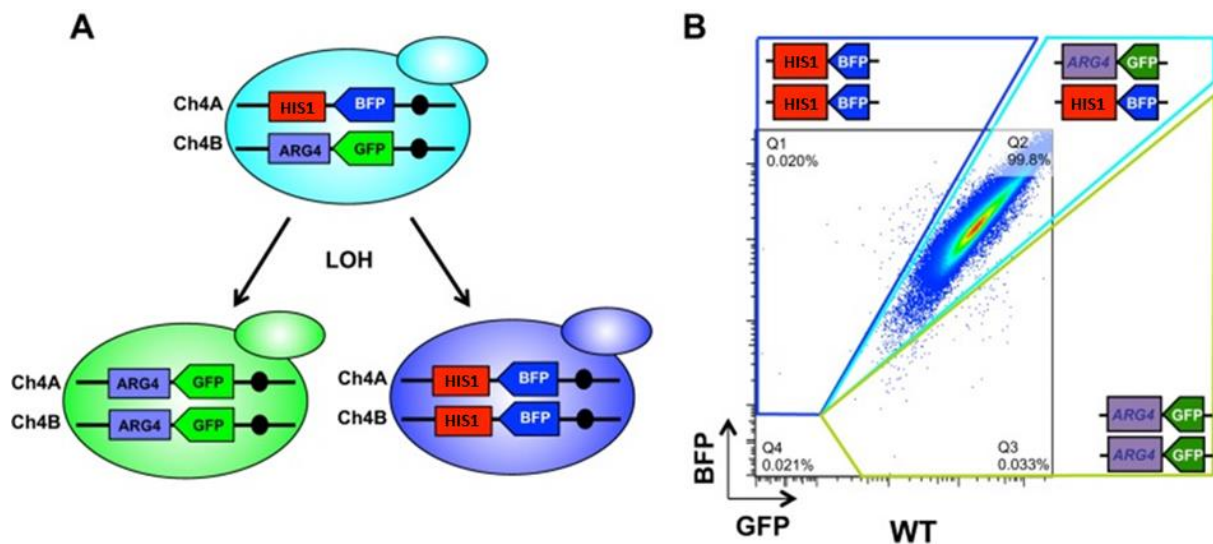 A
Ch4A HIS1 BFP
Ch4B ARG4 GFP
LOH
Ch4A ARG4 GFP
Ch4B ARG4 GFP
Ch4A HIS1 BFP
Ch4B HIS1 BFP
B
HIS1 BFP
HIS1 BFP
ARG4 GFP
HIS1 BFP
Q1
0.020%
Q2
99.8%
ARG4 GFP
ARG4 GFP
Q4
0.021%
Q3
0.033%
BFP
GFP
WT